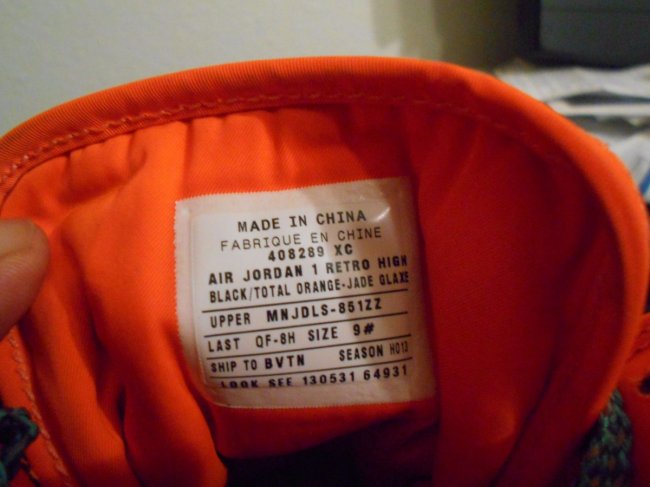 MADE IN CHINA
FABRIQUE EN CHINE
408289 XC
AIR JORDAN 1 RETRO HIGH
BLACK/TOTAL ORANGE-JADE GLAXE
UPPER MNJDLS-851ZZ
LAST QF-8H SIZE 9#
SHIP TO BVTN SEASON HO13
LOOK SEE 130531 64931